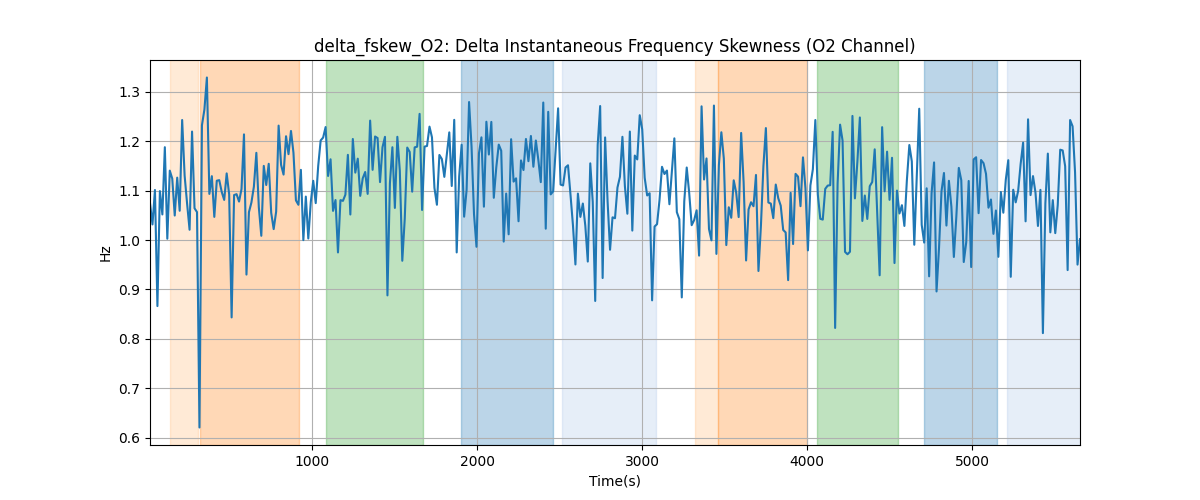 delta_fskew_O2: Delta Instantaneous Frequency Skewness (O2 Channel)
Hz
1.3
1.2
1.1
1.0
0.9
0.8
0.7
0.6
1000 2000 3000 4000 5000
Time(s)